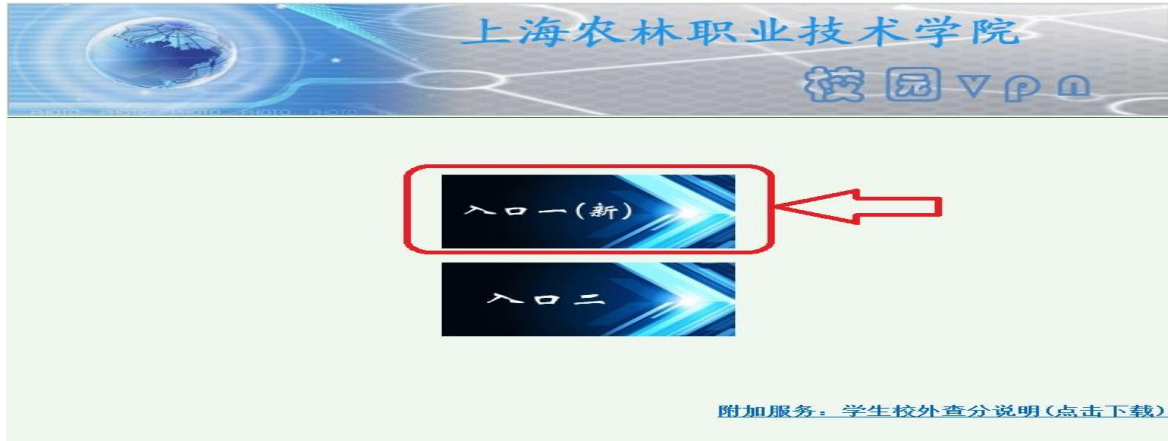 上海农林职业技术学院
校园vpn
入口一(新)
入口二
附加服务：学生校外查分说明(点击下载)